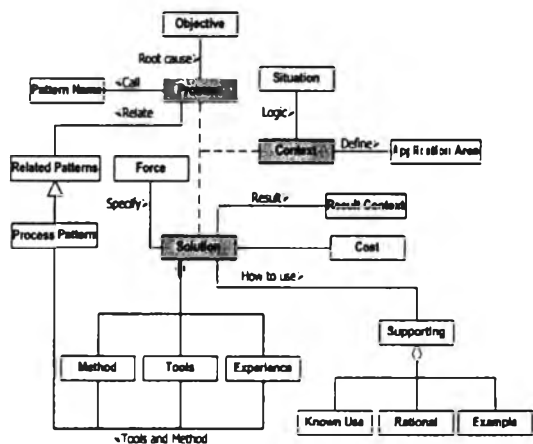 Objective
Root cause>
Situation
Pattern Name
<Call
Logic>
<Relate
Context
Define>
Application Area
Related Patterns
Force
Specify>
Result>
Result Context
Process Pattern
Solution
Cost
How to use>
Supporting
Method
Tools
Experience
Known Use
Rational
Example
<Tools and Method